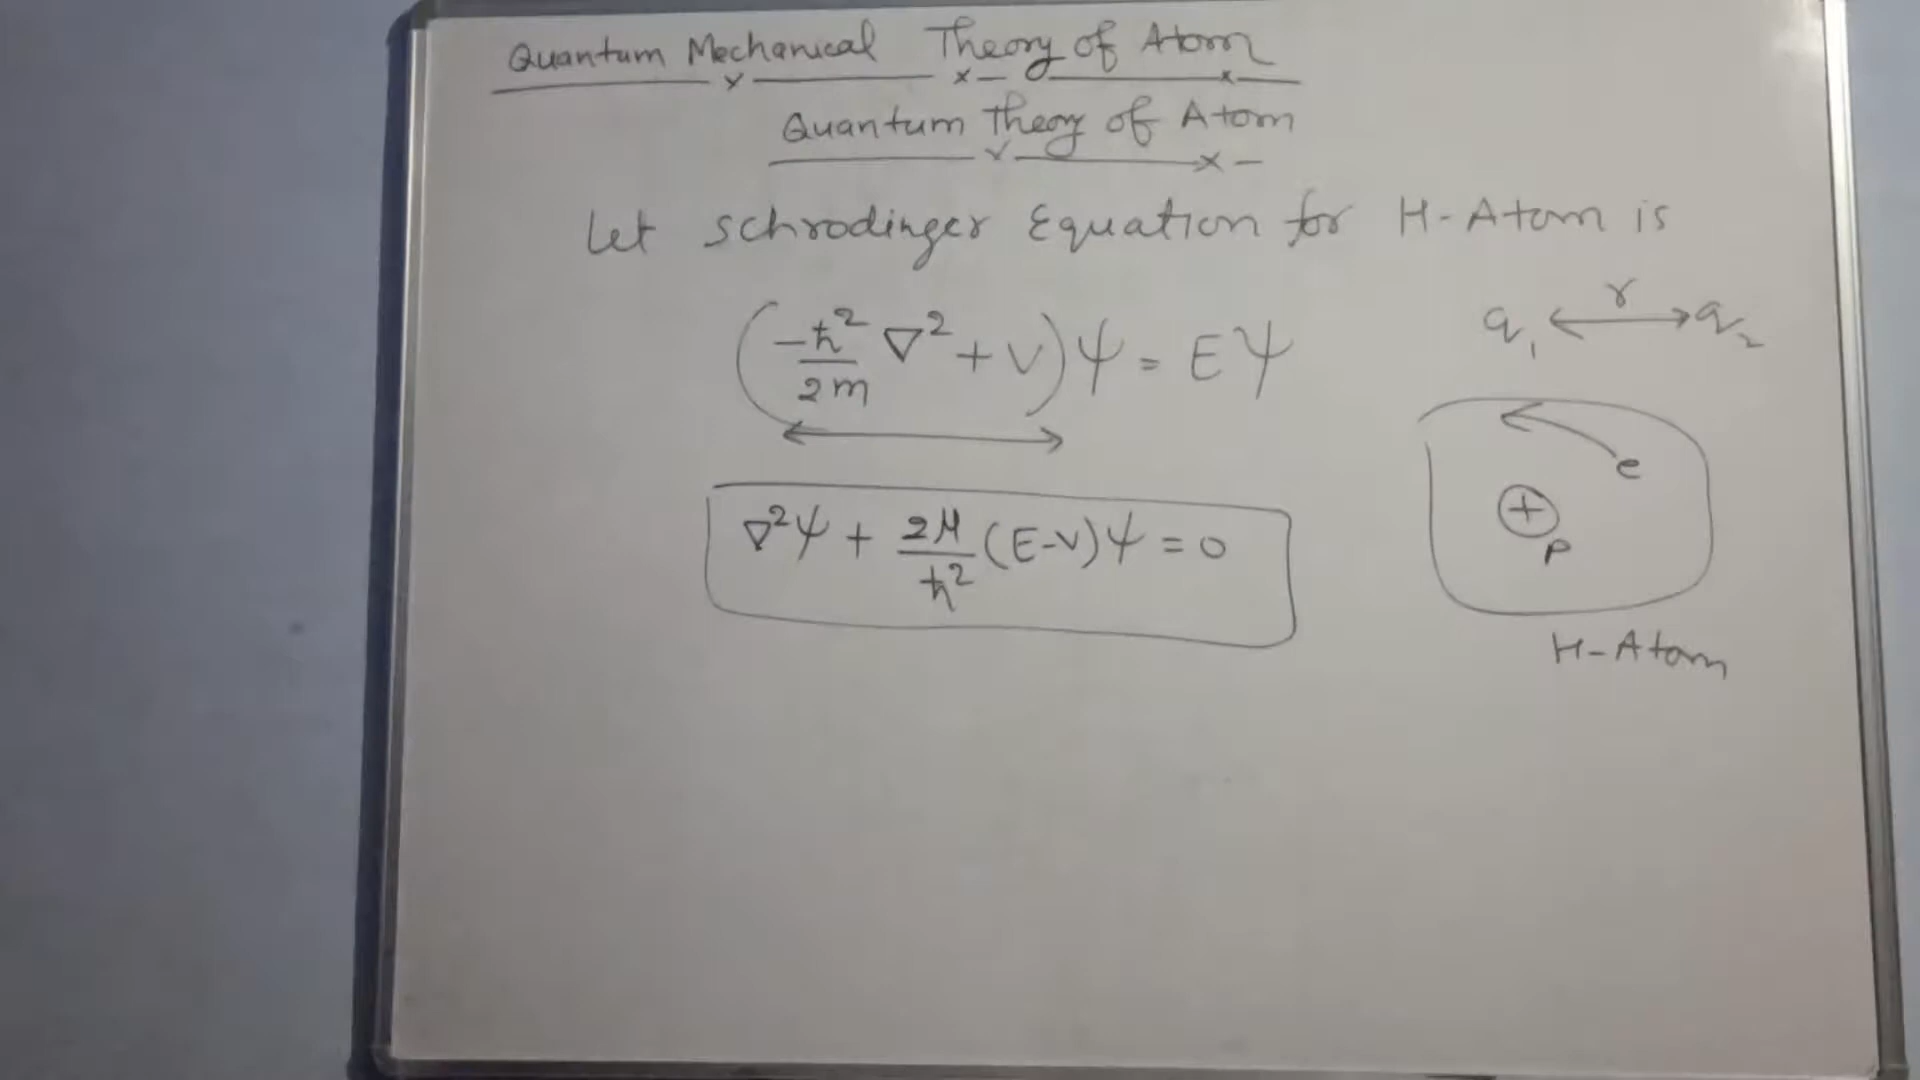 Quantum Mechanical Theory of Atom
Quantum Theory of Atom
Let Schrodinger Equation for H-Atom is
(-ℏ²/2m ∇² + V)ψ = Eψ
q₁ ↔ q₂
r
∇²ψ + 2μ/ℏ² (E-V)ψ = 0
e
+
p
H-Atom